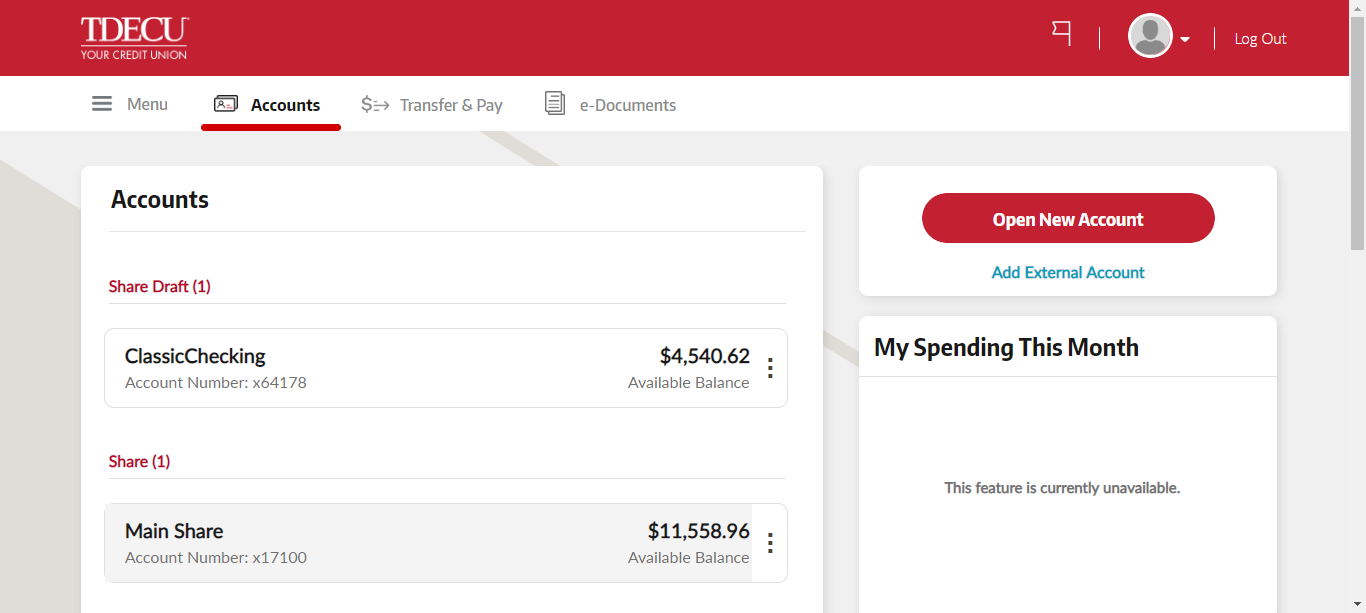 TDECU
YOUR CREDIT UNION
Log Out
Menu
Accounts
Transfer & Pay
e-Documents
Accounts
Share Draft (1)
ClassicChecking
$4,540.62
Account Number: x64178
Available Balance
Share (1)
Main Share
$11,558.96
Account Number: x17100
Available Balance
Open New Account
Add External Account
My Spending This Month
This feature is currently unavailable.